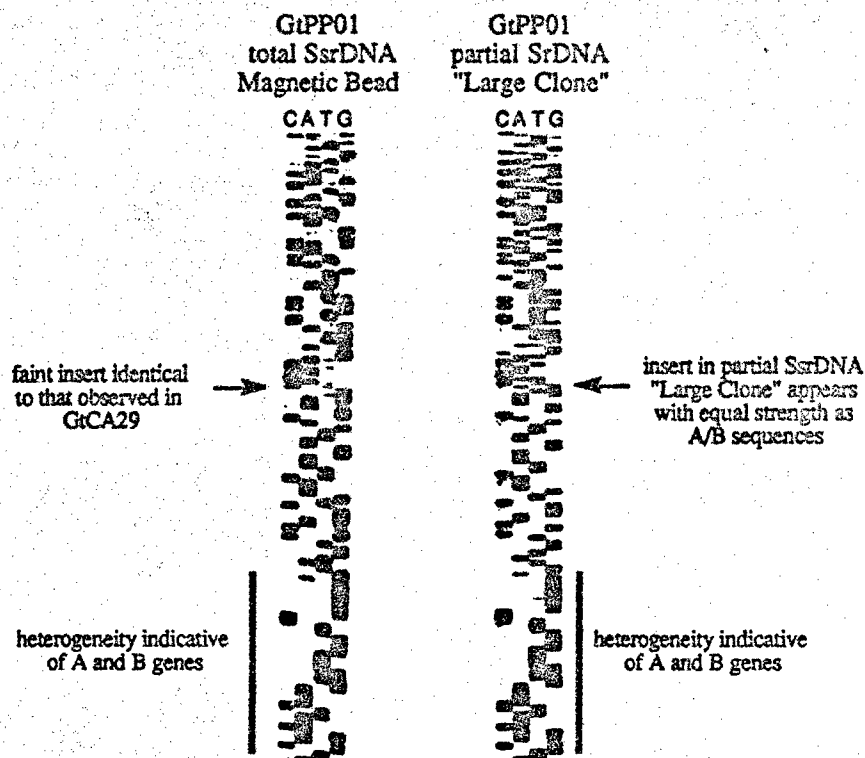 GtPP01
total SsrDNA
Magnetic Bead
CATG
GtPP01
partial SrDNA
"Large Clone"
CATG
faint insert identical
to that observed in
GtCA29
insert in partial SsrDNA
"Large Clone" appears
with equal strength as
A/B sequences
heterogeneity indicative
of A and B genes
heterogeneity indicative
of A and B genes